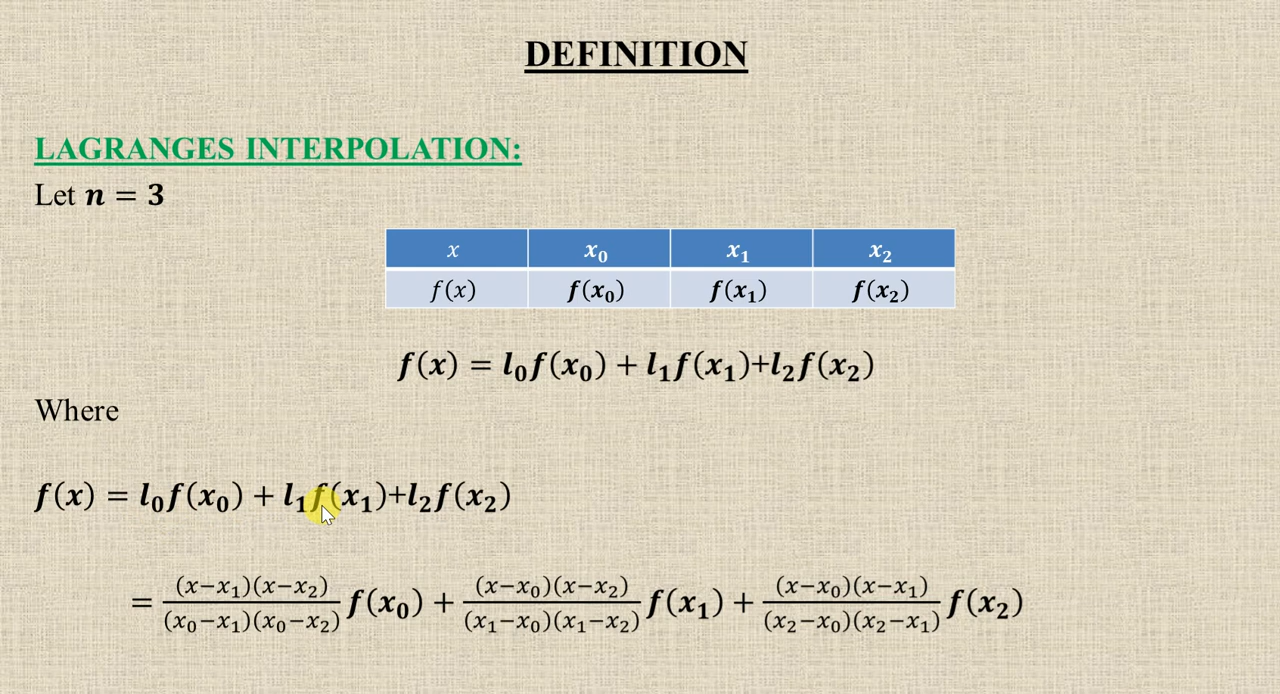 DEFINITION
LAGRANGES INTERPOLATION:
Let n = 3
x x₀ x₁ x₂
f(x) f(x₀) f(x₁) f(x₂)
f(x) = l₀f(x₀) + l₁f(x₁)+l₂f(x₂)
Where
f(x) = l₀f(x₀) + l₁f(x₁)+l₂f(x₂)
= (x−x₁)(x−x₂)/(x₀−x₁)(x₀−x₂) f(x₀) + (x−x₀)(x−x₂)/(x₁−x₀)(x₁−x₂) f(x₁) + (x−x₀)(x−x₁)/(x₂−x₀)(x₂−x₁) f(x₂)